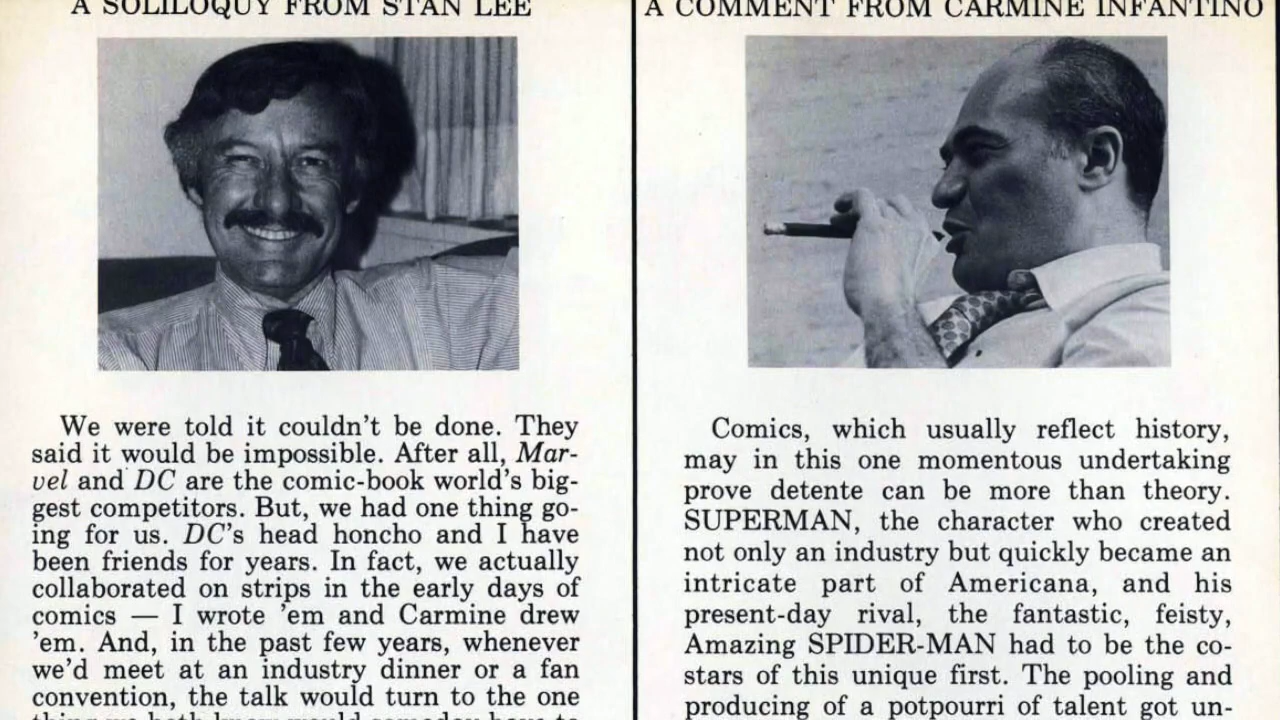 A SOLILOQUY FROM STAN LEE
We were told it couldn't be done. They
said it would be impossible. After all, Mar-
vel and DC are the comic-book world's big-
gest competitors. But, we had one thing go-
ing for us. DC's head honcho and I have
been friends for years. In fact, we actually
collaborated on strips in the early days of
comics — I wrote 'em and Carmine drew
'em. And, in the past few years, whenever
we'd meet at an industry dinner or a fan
convention, the talk would turn to the one
thing we both know would someday have to
A COMMENT FROM CARMINE INFANTINO
Comics, which usually reflect history,
may in this one momentous undertaking
prove detente can be more than theory.
SUPERMAN, the character who created
not only an industry but quickly became an
intricate part of Americana, and his
present-day rival, the fantastic, feisty,
Amazing SPIDER-MAN had to be the co-
stars of this unique first. The pooling and
producing of a potpourri of talent got un-